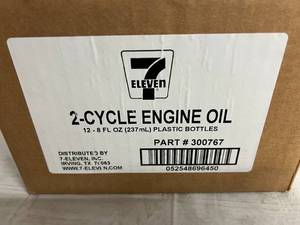 7
ELEVEN
2-CYCLE ENGINE OIL
12 - 8 FL OZ (237mL) PLASTIC BOTTLES
PART # 300767
DISTRIBUTED BY
7-ELEVEN, INC.
IRVING, TX
WWW.7-ELEVEN.COM
052548696450